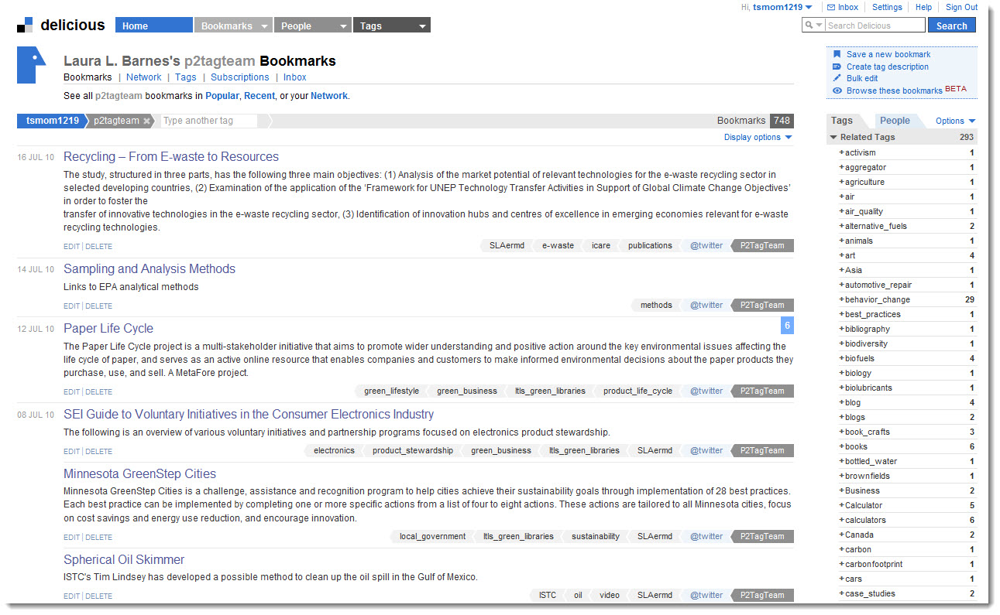 Hi, tsmom1219 Inbox Settings Help Sign Out
delicious Home Bookmarks People Tags Search Delicious Search
Laura L. Barnes's p2tagteam Bookmarks
Bookmarks | Network | Tags | Subscriptions | Inbox
See all p2tagteam bookmarks in Popular, Recent, or your Network.
Save a new bookmark
Create tag description
Bulk edit
Browse these bookmarks BETA
tsmom1219 p2tagteam Type another tag Bookmarks 748
Display options
16 JUL 10 Recycling – From E-waste to Resources
The study, structured in three parts, has the following three main objectives: (1) Analysis of the market potential of relevant technologies for the e-waste recycling sector in
selected developing countries, (2) Examination of the application of the ‘Framework for UNEP Technology Transfer Activities in Support of Global Climate Change Objectives’
in order to foster the
transfer of innovative technologies in the e-waste recycling sector, (3) Identification of innovation hubs and centres of excellence in emerging economies relevant for e-waste
recycling technologies.
EDIT | DELETE SLAermd e-waste icare publications @twitter P2TagTeam
14 JUL 10 Sampling and Analysis Methods
Links to EPA analytical methods
EDIT | DELETE methods @twitter P2TagTeam
12 JUL 10 Paper Life Cycle 6
The Paper Life Cycle project is a multi-stakeholder initiative that aims to promote wider understanding and positive action around the key environmental issues affecting the
life cycle of paper, and serves as an active online resource that enables companies and customers to make informed environmental decisions about the paper products they
purchase, use, and sell. A MetaFore project.
EDIT | DELETE green_lifestyle green_business ltls_green_libraries product_life_cycle @twitter P2TagTeam
08 JUL 10 SEI Guide to Voluntary Initiatives in the Consumer Electronics Industry
The following is an overview of various voluntary initiatives and partnership programs focused on electronics product stewardship.
EDIT | DELETE electronics product_stewardship green_business ltls_green_libraries SLAermd @twitter P2TagTeam
Minnesota GreenStep Cities
Minnesota GreenStep Cities is a challenge, assistance and recognition program to help cities achieve their sustainability goals through implementation of 28 best practices.
Each best practice can be implemented by completing one or more specific actions from a list of four to eight actions. These actions are tailored to all Minnesota cities, focus
on cost savings and energy use reduction, and encourage innovation.
EDIT | DELETE local_government ltls_green_libraries sustainability SLAermd @twitter P2TagTeam
Spherical Oil Skimmer
ISTC's Tim Lindsey has developed a possible method to clean up the oil spill in the Gulf of Mexico.
EDIT | DELETE ISTC oil video SLAermd @twitter P2TagTeam
Tags People Options
Related Tags 293
+activism 1
+aggregator 1
+agriculture 1
+air 1
+air_quality 1
+alternative_fuels 2
+animals 1
+art 4
+Asia 1
+automotive_repair 1
+behavior_change 29
+best_practices 1
+bibliography 1
+biodiversity 1
+biofuels 4
+biology 1
+biolubricants 1
+blog 4
+blogs 2
+book_crafts 3
+books 6
+bottled_water 1
+brownfields 1
+Business 2
+Calculator 5
+calculators 6
+Canada 2
+carbon 1
+carbonfootprint 1
+cars 1
+case_studies 2